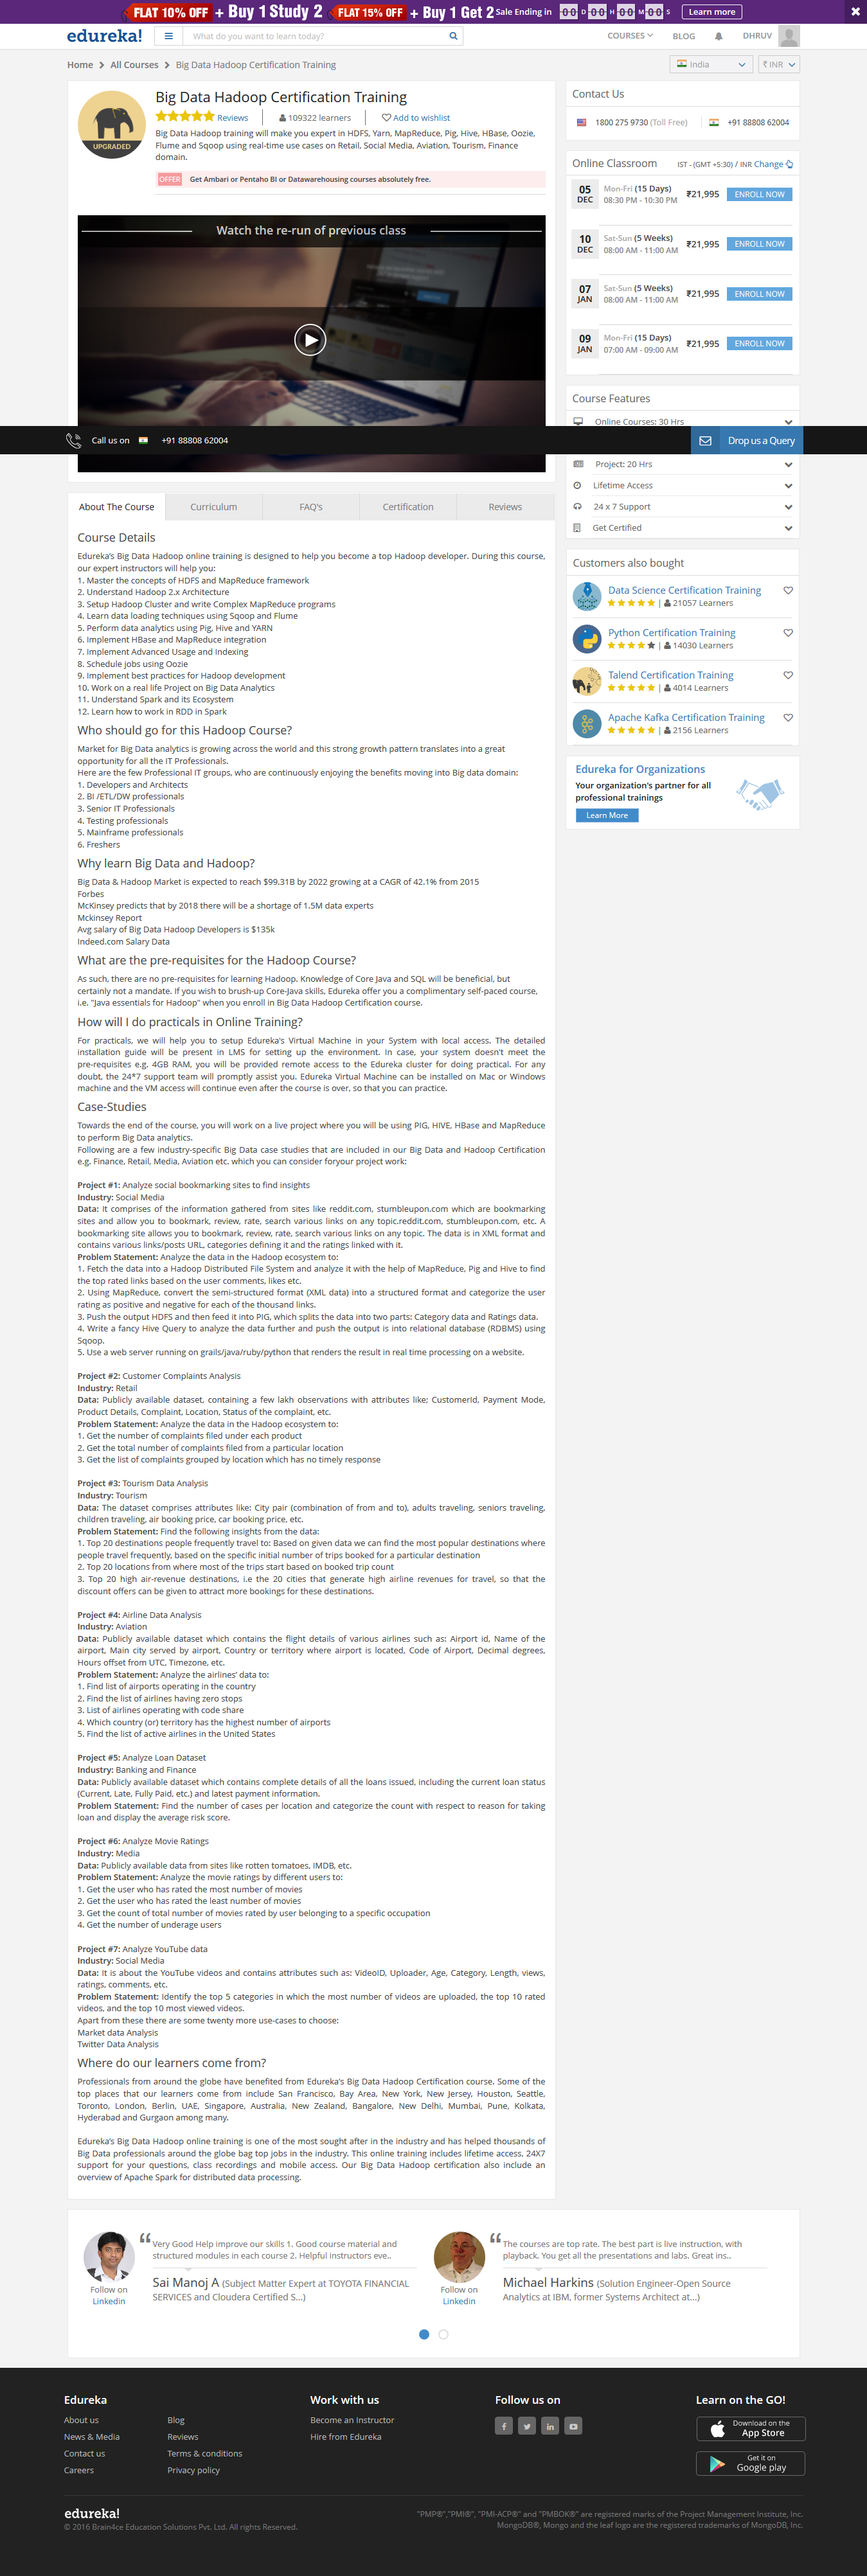 FLAT 10% OFF + Buy 1 Study 2 FLAT 15% OFF + Buy 1 Get 2 Sale Ending in 00 D 00 H 00 M 00 S Learn more
edureka! What do you want to learn today? COURSES BLOG DHRUV
Home > All Courses > Big Data Hadoop Certification Training India ₹ INR
UPGRADED
Big Data Hadoop Certification Training
Reviews 109322 learners Add to wishlist
Big Data Hadoop training will make you expert in HDFS, Yarn, MapReduce, Pig, Hive, HBase, Oozie,
Flume and Sqoop using real-time use cases on Retail, Social Media, Aviation, Tourism, Finance
domain.
OFFER Get Ambari or Pentaho BI or Datawarehousing courses absolutely free.
Watch the re-run of previous class
Contact Us
1800 275 9730 (Toll Free) +91 88808 62004
Online Classroom IST - (GMT +5:30) / INR Change
05 DEC Mon-Fri (15 Days) 08:30 PM - 10:30 PM ₹21,995 ENROLL NOW
10 DEC Sat-Sun (5 Weeks) 08:00 AM - 11:00 AM ₹21,995 ENROLL NOW
07 JAN Sat-Sun (5 Weeks) 08:00 AM - 11:00 AM ₹21,995 ENROLL NOW
09 JAN Mon-Fri (15 Days) 07:00 AM - 09:00 AM ₹21,995 ENROLL NOW
Course Features
Online Courses: 30 Hrs
Call us on +91 88808 62004 Drop us a Query
Project: 20 Hrs
Lifetime Access
24 x 7 Support
Get Certified
Customers also bought
Data Science Certification Training
| 21057 Learners
Python Certification Training
| 14030 Learners
Talend Certification Training
| 4014 Learners
Apache Kafka Certification Training
| 2156 Learners
Edureka for Organizations
Your organization's partner for all
professional trainings
Learn More
About The Course Curriculum FAQ's Certification Reviews
Course Details
Edureka's Big Data Hadoop online training is designed to help you become a top Hadoop developer. During this course,
our expert instructors will help you:
1. Master the concepts of HDFS and MapReduce framework
2. Understand Hadoop 2.x Architecture
3. Setup Hadoop Cluster and write Complex MapReduce programs
4. Learn data loading techniques using Sqoop and Flume
5. Perform data analytics using Pig, Hive and YARN
6. Implement HBase and MapReduce integration
7. Implement Advanced Usage and Indexing
8. Schedule jobs using Oozie
9. Implement best practices for Hadoop development
10. Work on a real life Project on Big Data Analytics
11. Understand Spark and its Ecosystem
12. Learn how to work in RDD in Spark
Who should go for this Hadoop Course?
Market for Big Data analytics is growing across the world and this strong growth pattern translates into a great
opportunity for all the IT Professionals.
Here are the few Professional IT groups, who are continuously enjoying the benefits moving into Big data domain:
1. Developers and Architects
2. BI /ETL/DW professionals
3. Senior IT Professionals
4. Testing professionals
5. Mainframe professionals
6. Freshers
Why learn Big Data and Hadoop?
Big Data & Hadoop Market is expected to reach $99.31B by 2022 growing at a CAGR of 42.1% from 2015
Forbes
McKinsey predicts that by 2018 there will be a shortage of 1.5M data experts
Mckinsey Report
Avg salary of Big Data Hadoop Developers is $135k
Indeed.com Salary Data
What are the pre-requisites for the Hadoop Course?
As such, there are no pre-requisites for learning Hadoop. Knowledge of Core Java and SQL will be beneficial, but
certainly not a mandate. If you wish to brush-up Core-Java skills, Edureka offer you a complimentary self-paced course,
i.e. "Java essentials for Hadoop" when you enroll in Big Data Hadoop Certification course.
How will I do practicals in Online Training?
For practicals, we will help you to setup Edureka's Virtual Machine in your System with local access. The detailed
installation guide will be present in LMS for setting up the environment. In case, your system doesn't meet the
pre-requisites e.g. 4GB RAM, you will be provided remote access to the Edureka cluster for doing practical. For any
doubt, the 24*7 support team will promptly assist you. Edureka Virtual Machine can be installed on Mac or Windows
machine and the VM access will continue even after the course is over, so that you can practice.
Case-Studies
Towards the end of the course, you will work on a live project where you will be using PIG, HIVE, HBase and MapReduce
to perform Big Data analytics.
Following are a few industry-specific Big Data case studies that are included in our Big Data and Hadoop Certification
e.g. Finance, Retail, Media, Aviation etc. which you can consider foryour project work:
Project #1: Analyze social bookmarking sites to find insights
Industry: Social Media
Data: It comprises of the information gathered from sites like reddit.com, stumbleupon.com which are bookmarking
sites and allow you to bookmark, review, rate, search various links on any topic.reddit.com, stumbleupon.com, etc. A
bookmarking site allows you to bookmark, review, rate, search various links on any topic. The data is in XML format and
contains various links/posts URL, categories defining it and the ratings linked with it.
Problem Statement: Analyze the data in the Hadoop ecosystem to:
1. Fetch the data into a Hadoop Distributed File System and analyze it with the help of MapReduce, Pig and Hive to find
the top rated links based on the user comments, likes etc.
2. Using MapReduce, convert the semi-structured format (XML data) into a structured format and categorize the user
rating as positive and negative for each of the thousand links.
3. Push the output HDFS and then feed it into PIG, which splits the data into two parts: Category data and Ratings data.
4. Write a fancy Hive Query to analyze the data further and push the output is into relational database (RDBMS) using
Sqoop.
5. Use a web server running on grails/java/ruby/python that renders the result in real time processing on a website.
Project #2: Customer Complaints Analysis
Industry: Retail
Data: Publicly available dataset, containing a few lakh observations with attributes like; CustomerId, Payment Mode,
Product Details, Complaint, Location, Status of the complaint, etc.
Problem Statement: Analyze the data in the Hadoop ecosystem to:
1. Get the number of complaints filed under each product
2. Get the total number of complaints filed from a particular location
3. Get the list of complaints grouped by location which has no timely response
Project #3: Tourism Data Analysis
Industry: Tourism
Data: The dataset comprises attributes like: City pair (combination of from and to), adults traveling, seniors traveling,
children traveling, air booking price, car booking price, etc.
Problem Statement: Find the following insights from the data:
1. Top 20 destinations people frequently travel to: Based on given data we can find the most popular destinations where
people travel frequently, based on the specific initial number of trips booked for a particular destination
2. Top 20 locations from where most of the trips start based on booked trip count
3. Top 20 high air-revenue destinations, i.e the 20 cities that generate high airline revenues for travel, so that the
discount offers can be given to attract more bookings for these destinations.
Project #4: Airline Data Analysis
Industry: Aviation
Data: Publicly available dataset which contains the flight details of various airlines such as: Airport id, Name of the
airport, Main city served by airport, Country or territory where airport is located, Code of Airport, Decimal degrees,
Hours offset from UTC, Timezone, etc.
Problem Statement: Analyze the airlines' data to:
1. Find list of airports operating in the country
2. Find the list of airlines having zero stops
3. List of airlines operating with code share
4. Which country (or) territory has the highest number of airports
5. Find the list of active airlines in the United States
Project #5: Analyze Loan Dataset
Industry: Banking and Finance
Data: Publicly available dataset which contains complete details of all the loans issued, including the current loan status
(Current, Late, Fully Paid, etc.) and latest payment information.
Problem Statement: Find the number of cases per location and categorize the count with respect to reason for taking
loan and display the average risk score.
Project #6: Analyze Movie Ratings
Industry: Media
Data: Publicly available data from sites like rotten tomatoes, IMDB, etc.
Problem Statement: Analyze the movie ratings by different users to:
1. Get the user who has rated the most number of movies
2. Get the user who has rated the least number of movies
3. Get the count of total number of movies rated by user belonging to a specific occupation
4. Get the number of underage users
Project #7: Analyze YouTube data
Industry: Social Media
Data: It is about the YouTube videos and contains attributes such as: VideoID, Uploader, Age, Category, Length, views,
ratings, comments, etc.
Problem Statement: Identify the top 5 categories in which the most number of videos are uploaded, the top 10 rated
videos, and the top 10 most viewed videos.
Apart from these there are some twenty more use-cases to choose:
Market data Analysis
Twitter Data Analysis
Where do our learners come from?
Professionals from around the globe have benefited from Edureka's Big Data Hadoop Certification course. Some of the
top places that our learners come from include San Francisco, Bay Area, New York, New Jersey, Houston, Seattle,
Toronto, London, Berlin, UAE, Singapore, Australia, New Zealand, Bangalore, New Delhi, Mumbai, Pune, Kolkata,
Hyderabad and Gurgaon among many.
Edureka's Big Data Hadoop online training is one of the most sought after in the industry and has helped thousands of
Big Data professionals around the globe bag top jobs in the industry. This online training includes lifetime access, 24X7
support for your questions, class recordings and mobile access. Our Big Data Hadoop certification also include an
overview of Apache Spark for distributed data processing.
Very Good Help improve our skills 1. Good course material and
structured modules in each course 2. Helpful instructors eve..
Sai Manoj A (Subject Matter Expert at TOYOTA FINANCIAL
SERVICES and Cloudera Certified S...)
Follow on
Linkedin
The courses are top rate. The best part is live instruction, with
playback. You get all the presentations and labs. Great ins..
Michael Harkins (Solution Engineer-Open Source
Analytics at IBM, former Systems Architect at...)
Follow on
Linkedin
Edureka Work with us Follow us on Learn on the GO!
About us Blog Become an Instructor
News & Media Reviews Hire from Edureka
Contact us Terms & conditions
Careers Privacy policy
Download on the
App Store
Get it on
Google play
edureka!
© 2016 Brain4ce Education Solutions Pvt. Ltd. All rights Reserved.
"PMP®","PMI®", "PMI-ACP®" and "PMBOK®" are registered marks of the Project Management Institute, Inc.
MongoDB®, Mongo and the leaf logo are the registered trademarks of MongoDB, Inc.